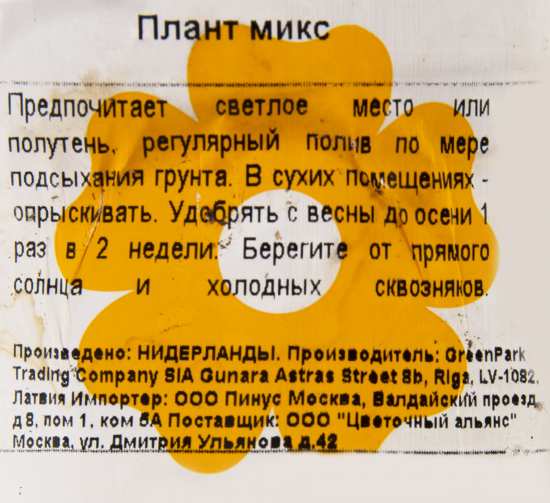 Плант микс
Предпочитает светлое место или
полутень, регулярный полив по мере
подсыхания грунта. В сухих помещениях -
опрыскивать. Удобрять с весны до осени 1
раз в 2 недели. Берегите от прямого
солнца и холодных сквозняков.
Произведено: НИДЕРЛАНДЫ. Производитель: GreenPark
Trading Company SIA Gunara Astras Street 8b, Riga, LV-1082,
Латвия Импортер: ООО Пинус Москва, Валдайский проезд,
д 8, пом 1, ком 5А Поставщик: ООО "Цветочный альянс"
Москва, ул. Дмитрия Ульянова д.42